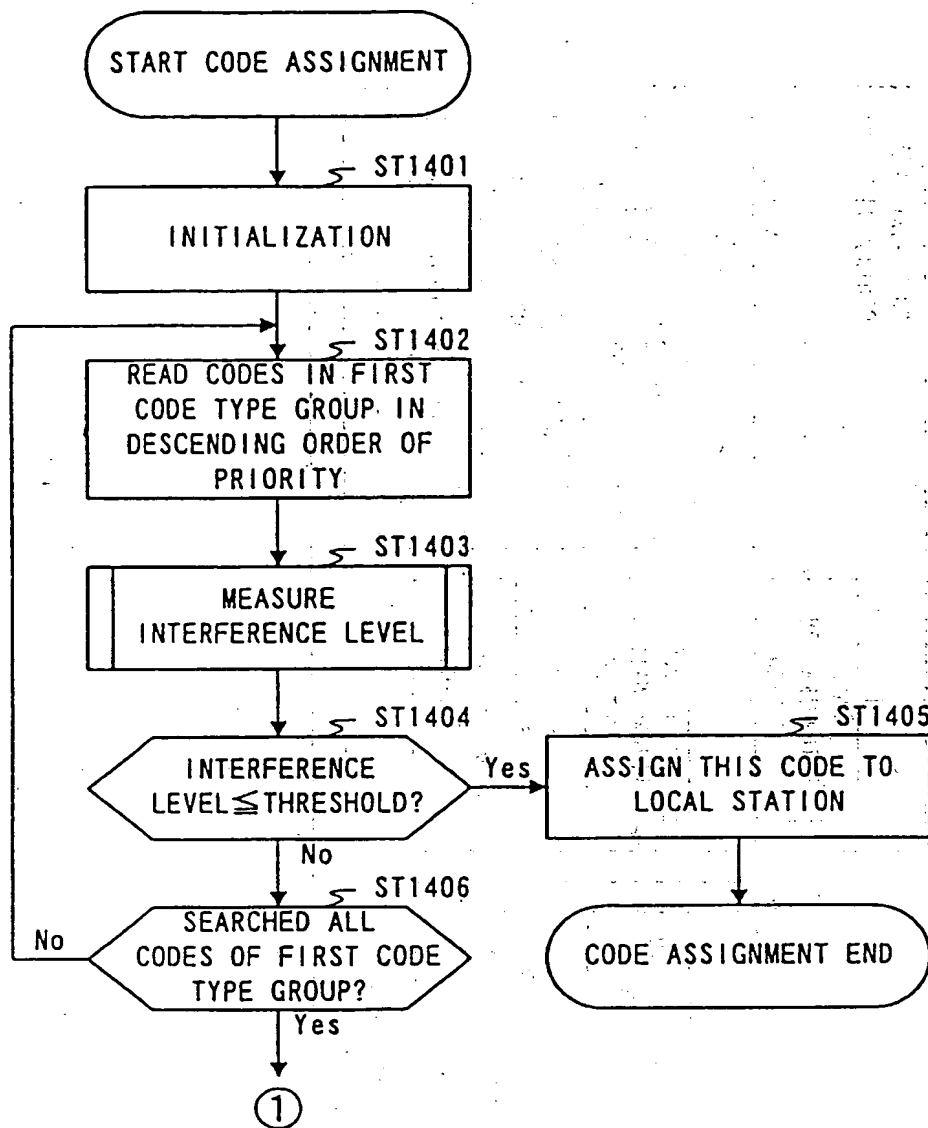 START CODE ASSIGNMENT
ST1401
INITIALIZATION
ST1402
READ CODES IN FIRST
CODE TYPE GROUP IN
DESCENDING ORDER OF
PRIORITY
ST1403
MEASURE
INTERFERENCE LEVEL
ST1404
INTERFERENCE
LEVEL≦THRESHOLD?
Yes
ST1405
ASSIGN THIS CODE TO
LOCAL STATION
No
ST1406
SEARCHED ALL
CODES OF FIRST CODE
TYPE GROUP?
No
CODE ASSIGNMENT END
Yes
①